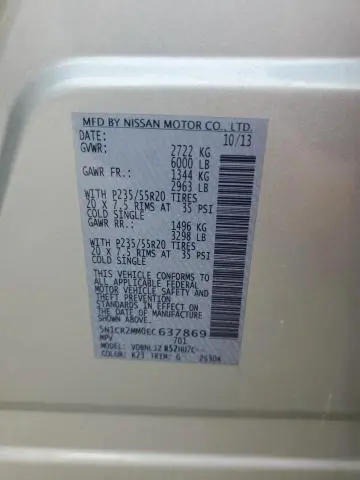 MFD BY NISSAN MOTOR CO., LTD.
DATE: 10/13
GVWR: 2722 KG
6000 LB
GAWR FR.: 1344 KG
2963 LB
WITH P235/55R20 TIRES
20 X 7.5 RIMS AT 35 PSI
COLD SINGLE
GAWR RR.: 1496 KG
3298 LB
WITH P235/55R20 TIRES
20 X 7.5 RIMS AT 35 PSI
COLD SINGLE
THIS VEHICLE CONFORMS TO
ALL APPLICABLE FEDERAL
MOTOR VEHICLE SAFETY
STANDARDS IN EFFECT ON THE
DATE OF MANUFACTURE SHOWN
ABOVE.
5N1CR2MM0EC637869
MPV 701
MODEL:
COLOR: K23 TRIM: G